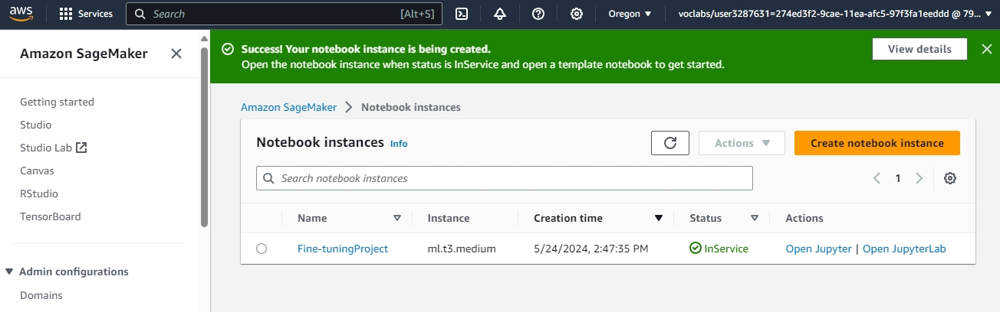 aws Services Search [Alt+S] Oregon voclabs/user3287631=274ed3f2-9cae-11ea-afc5-97f3fa1eeddd @ 79...
Amazon SageMaker
Getting started
Studio
Studio Lab
Canvas
RStudio
TensorBoard
Admin configurations
Domains
Success! Your notebook instance is being created.
Open the notebook instance when status is InService and open a template notebook to get started.
View details
Amazon SageMaker > Notebook instances
Notebook instances Info
Actions
Create notebook instance
Search notebook instances
1
Name Instance Creation time Status Actions
Fine-tuningProject ml.t3.medium 5/24/2024, 2:47:35 PM InService Open Jupyter | Open JupyterLab